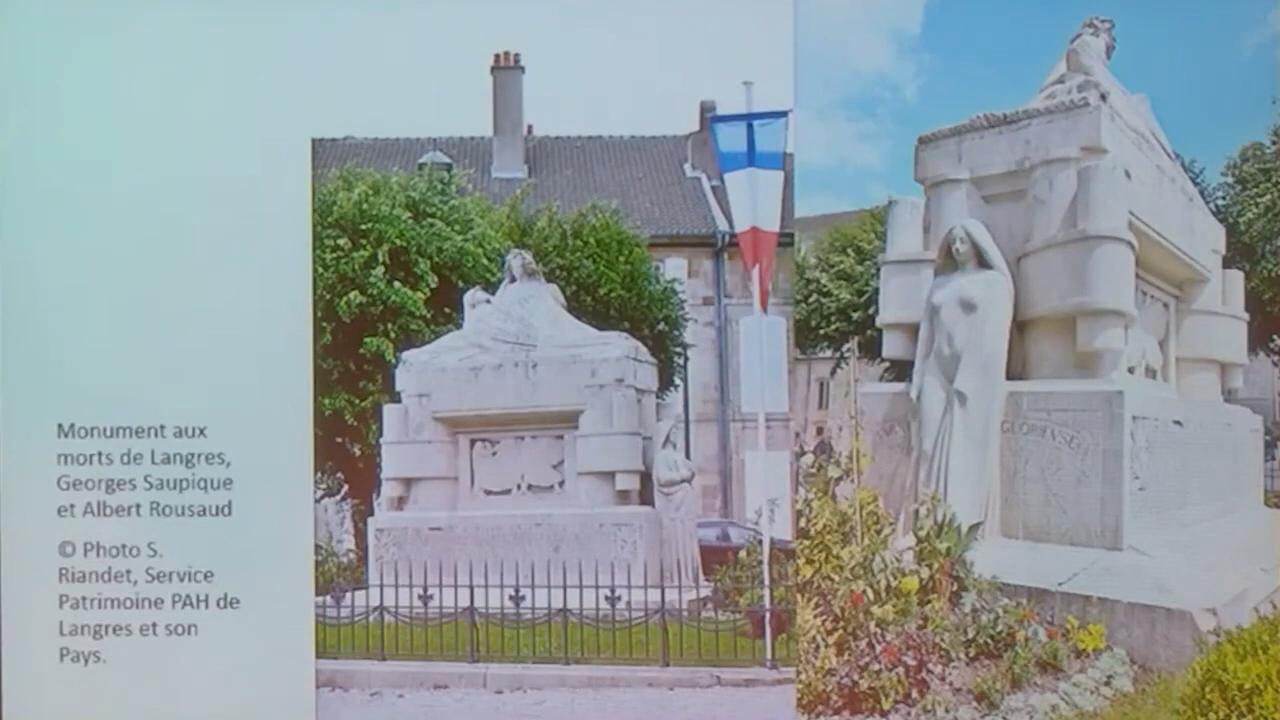 Monument aux
morts de Langres,
Georges Saupique
et Albert Rousaud
© Photo S.
Riandet, Service
Patrimoine PAH de
Langres et son
Pays.